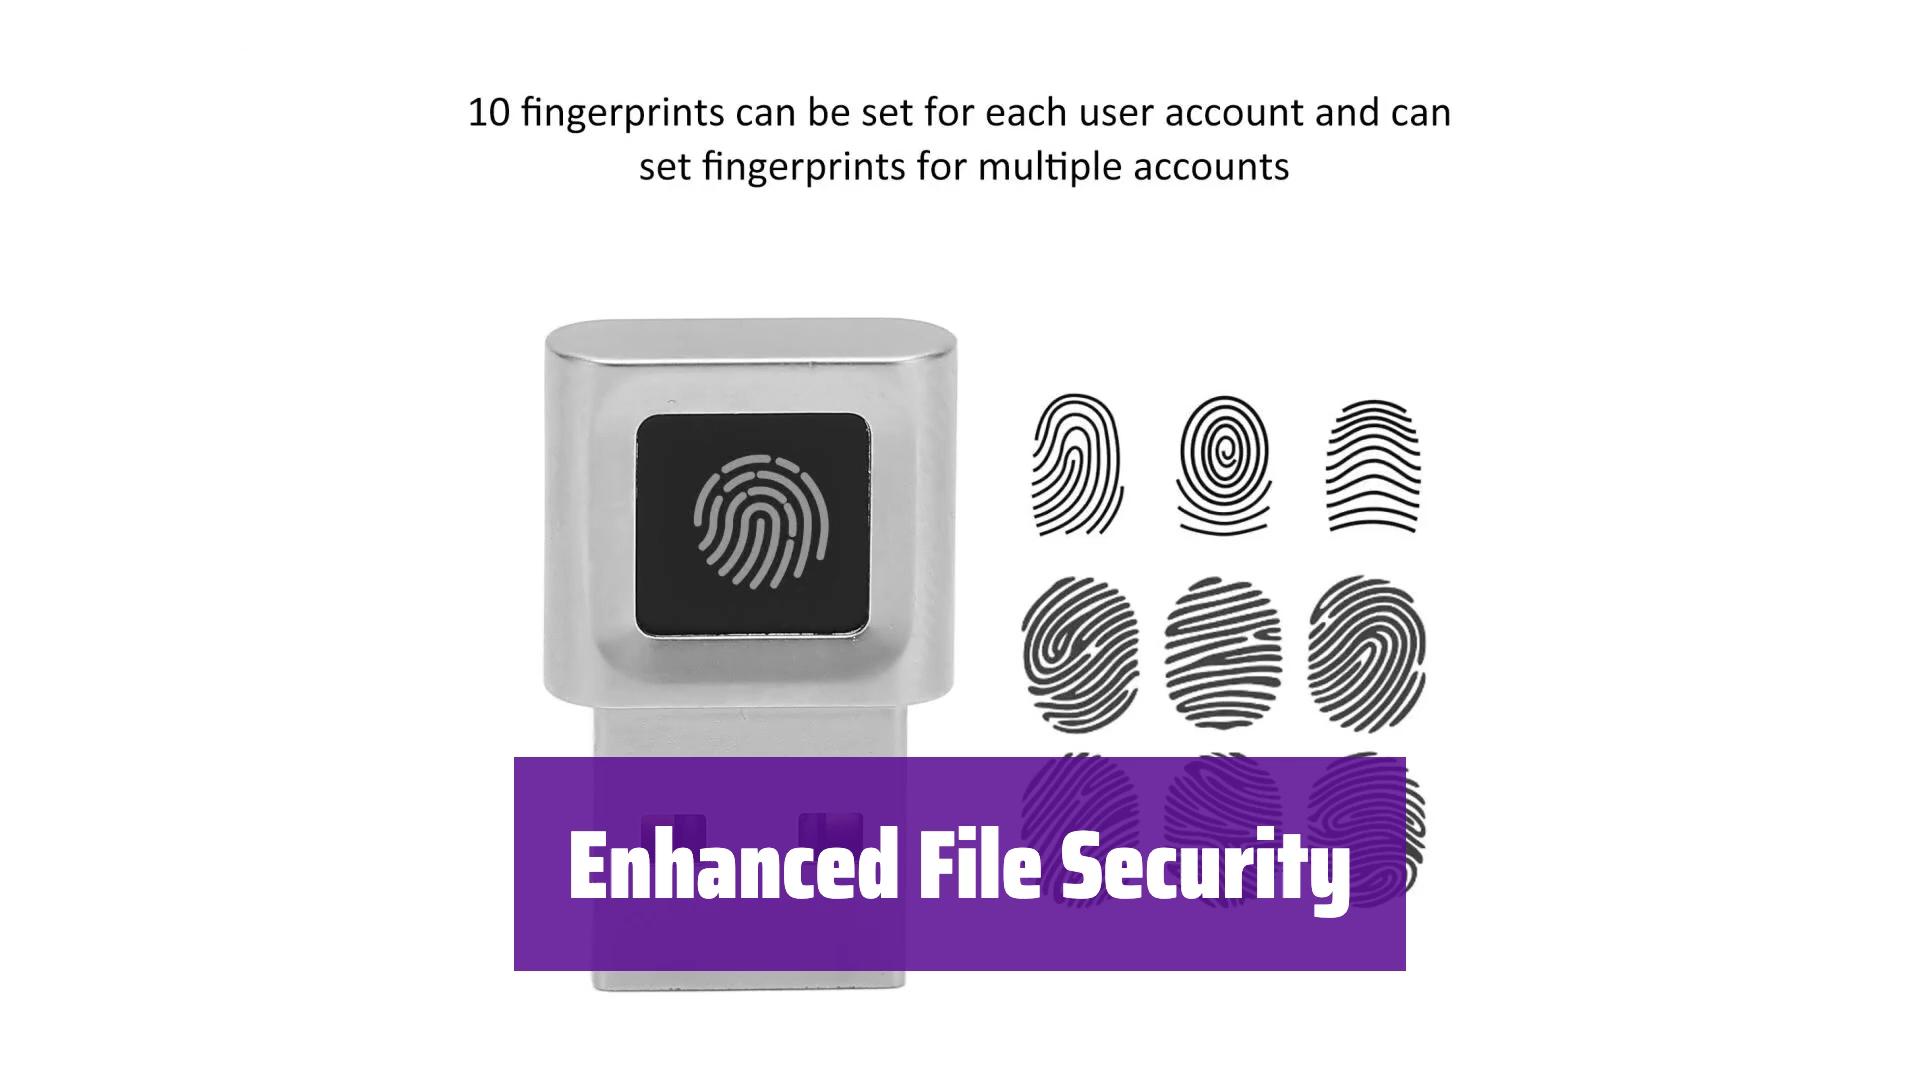 10 fingerprints can be set for each user account and can
set fingerprints for multiple accounts
Enhanced File Security